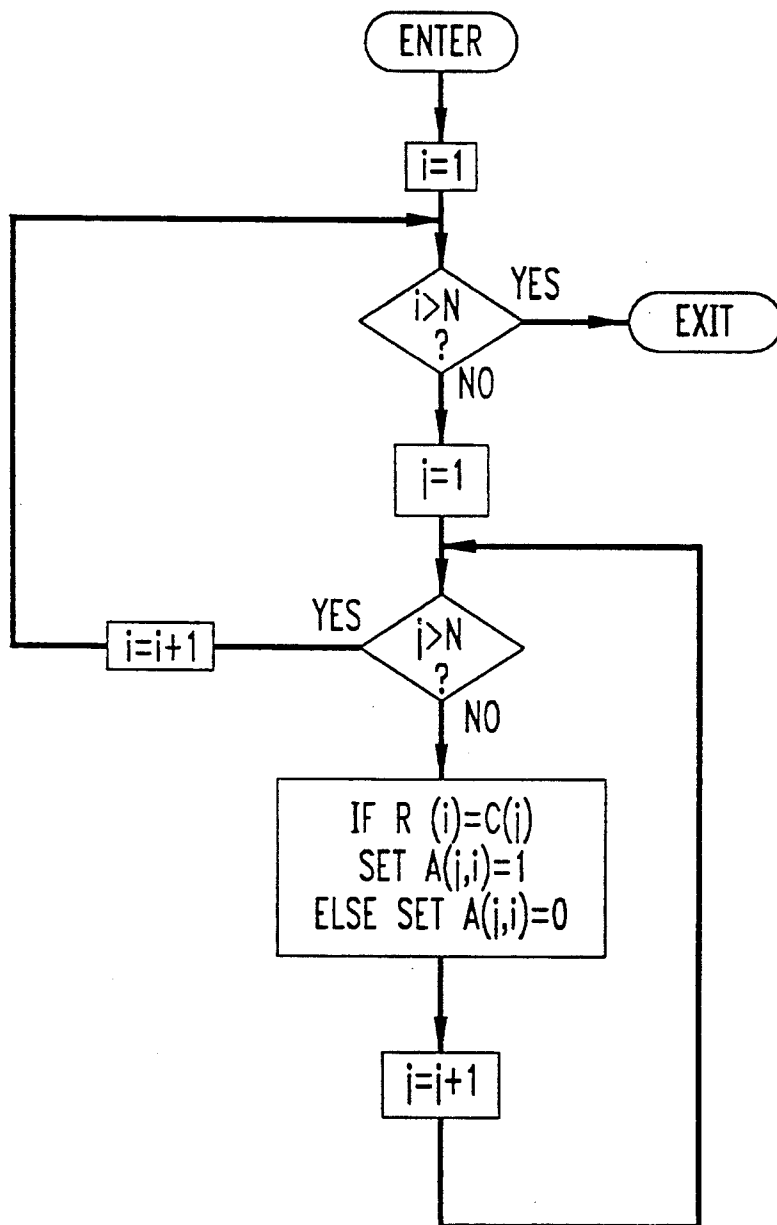 ENTER
i=1
i>N
?
YES
EXIT
NO
j=1
j>N
?
YES
i=i+1
NO
IF R (i)=C(j)
SET A(j,i)=1
ELSE SET A(j,i)=0
j=j+1